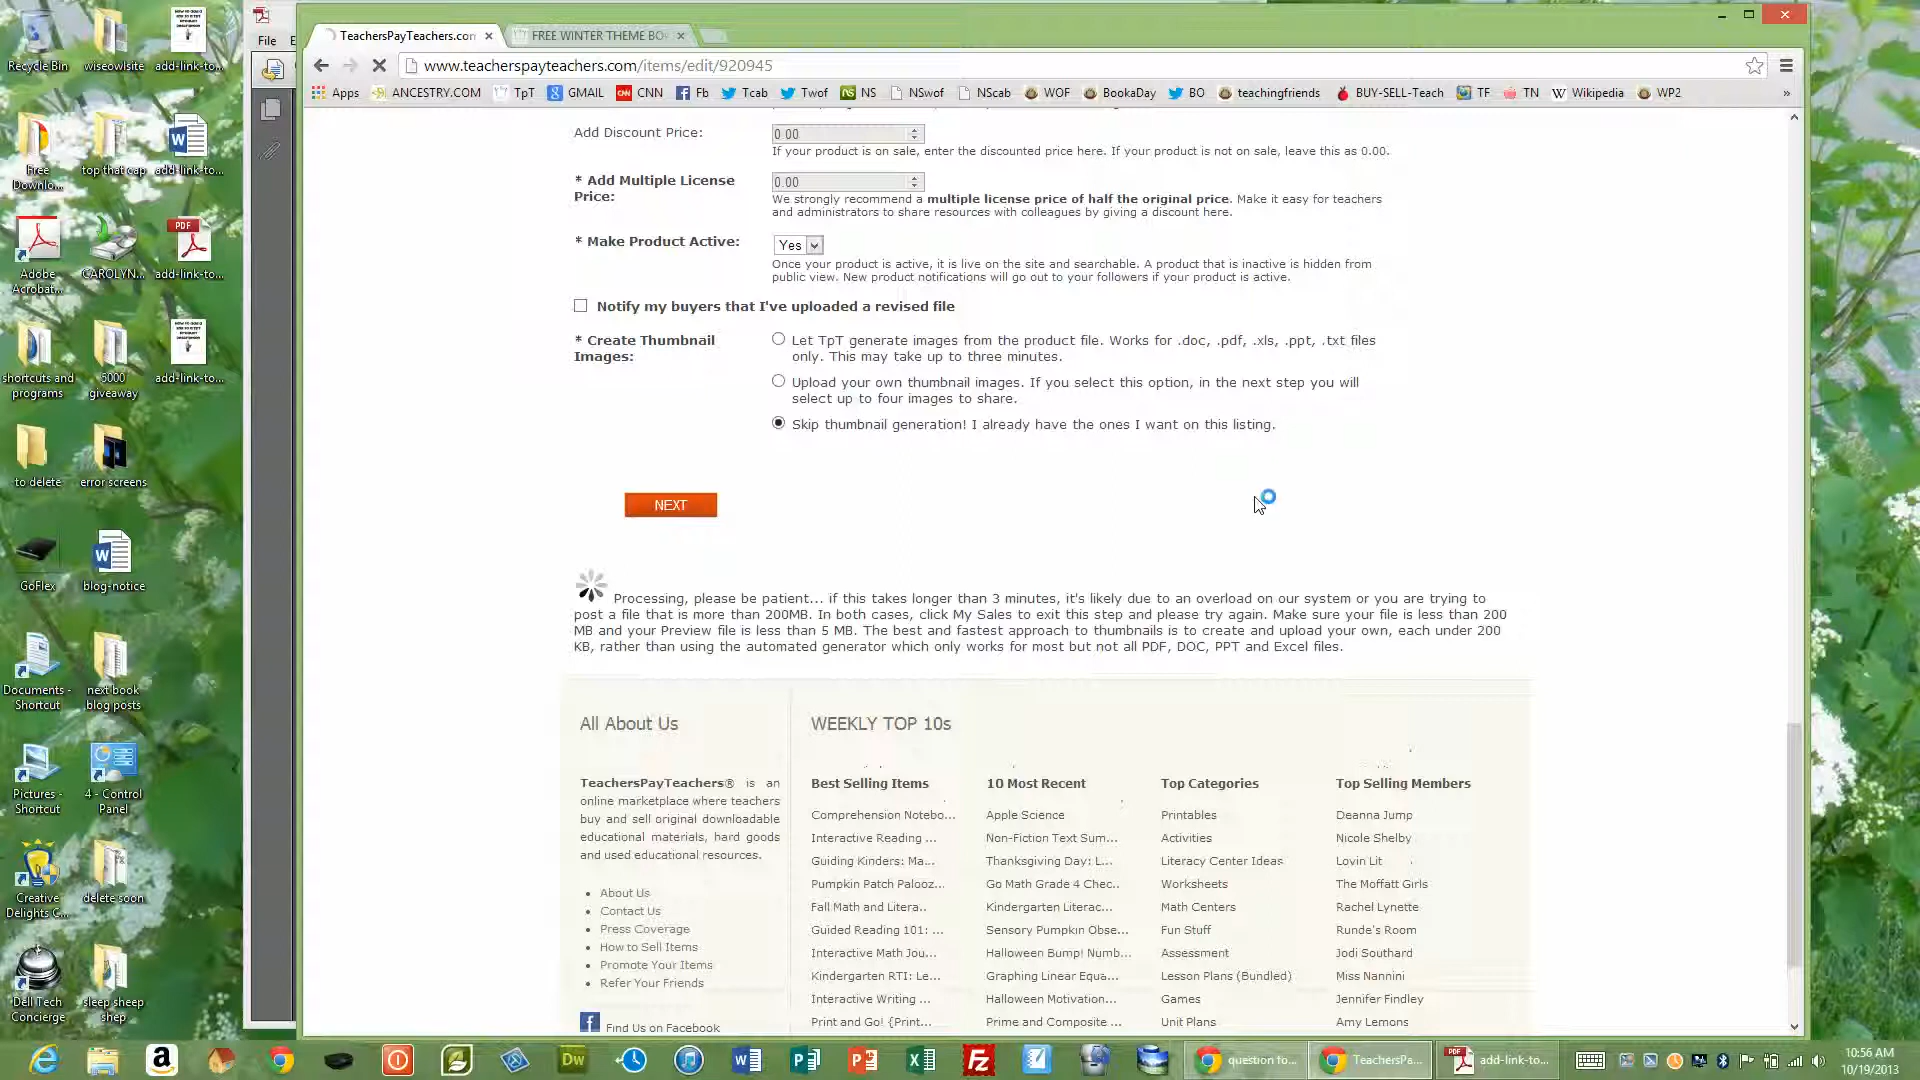 TeachersPayTeachers.com
FREE WINTER THEME BO
www.teacherspayteachers.com/items/edit/920945
Apps
ANCESTRY.COM
TpT
GMAIL
CNN
Fb
Tcab
Twof
NS
NSwof
NScab
WOF
BookaDay
BO
teachingfriends
BUY-SELL-Teach
TF
TN
Wikipedia
WP2
»
File
E
Add Discount Price:
0.00
If your product is on sale, enter the discounted price here. If your product is not on sale, leave this as 0.00.
* Add Multiple License
Price:
0.00
We strongly recommend a multiple license price of half the original price. Make it easy for teachers
and administrators to share resources with colleagues by giving a discount here.
* Make Product Active:
Yes
Once your product is active, it is live on the site and searchable. A product that is inactive is hidden from
public view. New product notifications will go out to your followers if your product is active.
Notify my buyers that I've uploaded a revised file
* Create Thumbnail
Images:
Let TpT generate images from the product file. Works for .doc, .pdf, .xls, .ppt, .txt files
only. This may take up to three minutes.
Upload your own thumbnail images. If you select this option, in the next step you will
select up to four images to share.
Skip thumbnail generation! I already have the ones I want on this listing.
NEXT
Processing, please be patient... if this takes longer than 3 minutes, it's likely due to an overload on our system or you are trying to
post a file that is more than 200MB. In both cases, click My Sales to exit this step and please try again. Make sure your file is less than 200
MB and your Preview file is less than 5 MB. The best and fastest approach to thumbnails is to create and upload your own, each under 200
KB, rather than using the automated generator which only works for most but not all PDF, DOC, PPT and Excel files.
All About Us
TeachersPayTeachers® is an
online marketplace where teachers
buy and sell original downloadable
educational materials, hard goods
and used educational resources.
About Us
Contact Us
Press Coverage
How to Sell Items
Promote Your Items
Refer Your Friends
Find Us on Facebook
WEEKLY TOP 10s
Best Selling Items
Comprehension Notebo...
Interactive Reading ...
Guiding Kinders: Ma...
Pumpkin Patch Palooz...
Fall Math and Litera..
Guided Reading 101: ...
Interactive Math Jou...
Kindergarten RTI: Le...
Interactive Writing ...
Print and Go! {Print...
10 Most Recent
Apple Science
Non-Fiction Text Sum...
Thanksgiving Day: L...
Go Math Grade 4 Chec..
Kindergarten Literac...
Sensory Pumpkin Obse...
Halloween Bump! Numb...
Graphing Linear Equa...
Halloween Motivation...
Prime and Composite ...
Top Categories
Printables
Activities
Literacy Center Ideas
Worksheets
Math Centers
Fun Stuff
Assessment
Lesson Plans (Bundled)
Games
Unit Plans
Top Selling Members
Deanna Jump
Nicole Shelby
Lovin Lit
The Moffatt Girls
Rachel Lynette
Runde's Room
Jodi Southard
Miss Nannini
Jennifer Findley
Amy Lemons
Recycle Bin
wiseowlsite
add-link-to...
Free
Downlo...
top that cap
add-link-to...
Adobe
Acrobat...
CAROLYN...
PDF
add-link-to...
shortcuts and
programs
5000
giveaway
add-link-to...
to delete
error screens
GoFlex
blog-notice
Documents -
Shortcut
next book
blog posts
Pictures -
Shortcut
4 - Control
Panel
Creative
Delights C...
delete soon
Dell Tech
Concierge
sleep sheep
shep
Dw
question fo...
TeachersPa...
PDF
add-link-to...
10:56 AM
10/19/2013